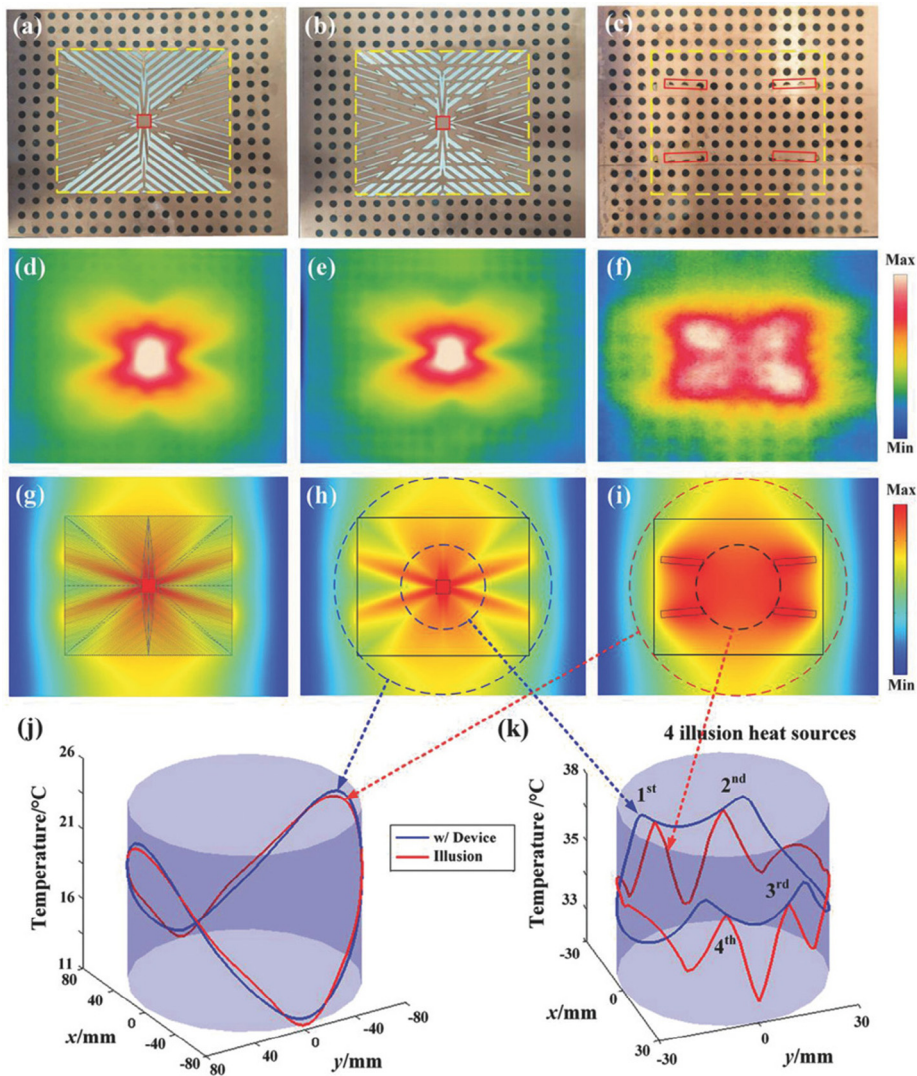 (a)
(b)
(c)
(d)
(e)
(f)
Max
Min
(g)
(h)
(i)
Max
Min
(j)
(k)
4 illusion heat sources
26
21
16
11
Temperature/°C
80
40
0
-40
-80
x/mm
80
40
0
-40
-80
y/mm
w/ Device
Illusion
38
35
33
33
Temperature /°C
1st
2nd
3rd
4th
-30
0
30
x/mm
-30
0
30
y/mm